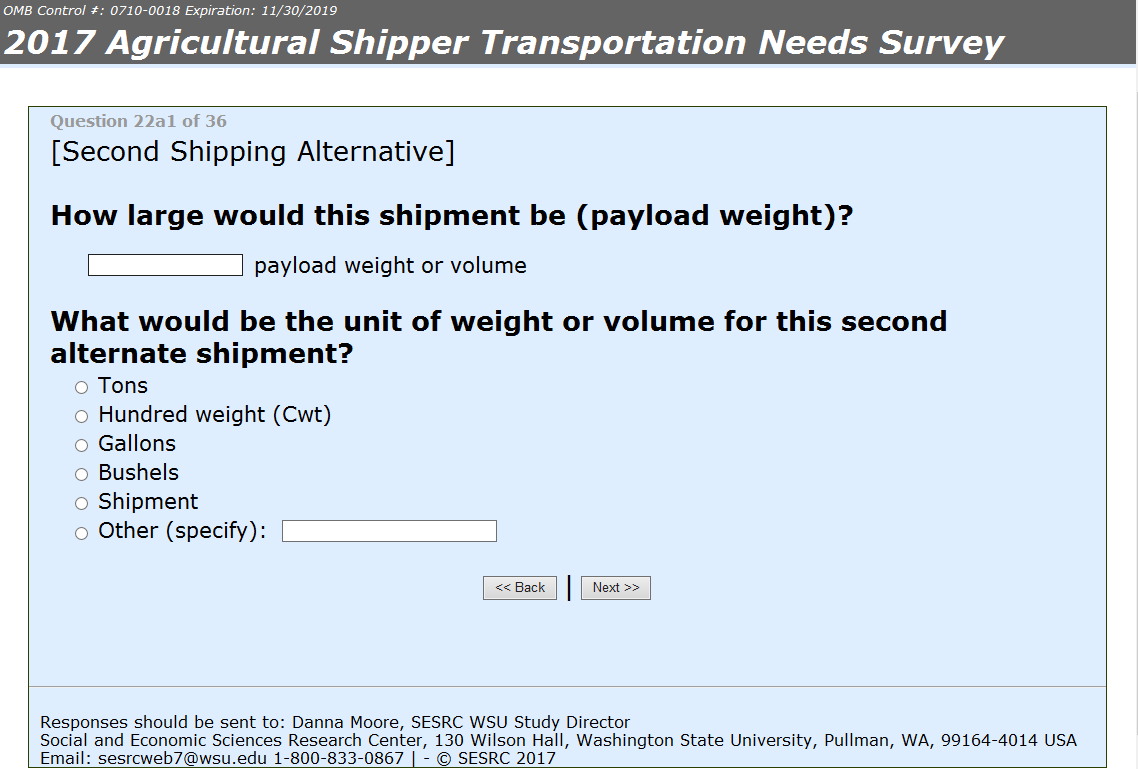 OMB Control #: 0710-0018 Expiration: 11/30/2019
2017 Agricultural Shipper Transportation Needs Survey
Question 22a1 of 36
[Second Shipping Alternative]
How large would this shipment be (payload weight)?
payload weight or volume
What would be the unit of weight or volume for this second
alternate shipment?
Tons
Hundred weight (Cwt)
Gallons
Bushels
Shipment
Other (specify):
<< Back | Next >>
Responses should be sent to: Danna Moore, SESRC WSU Study Director
Social and Economic Sciences Research Center, 130 Wilson Hall, Washington State University, Pullman, WA, 99164-4014 USA
Email: sesrcweb7@wsu.edu 1-800-833-0867 | - © SESRC 2017